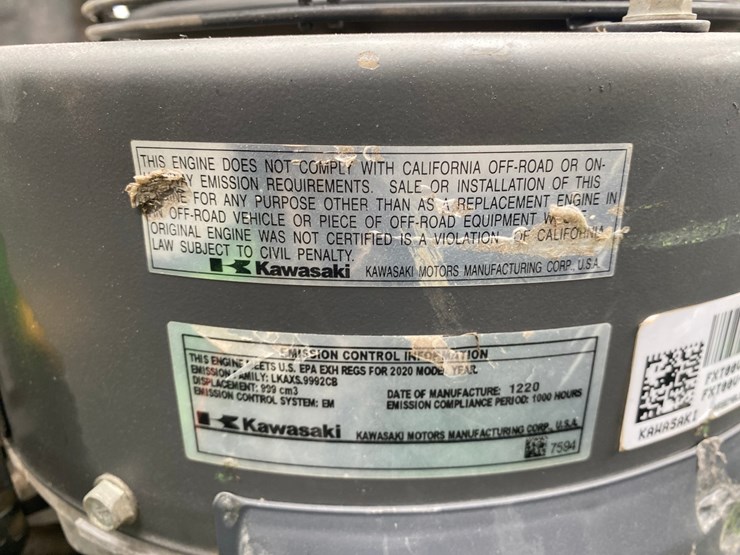 THIS ENGINE DOES NOT COMPLY WITH CALIFORNIA OFF-ROAD OR ON-
EMISSION REQUIREMENTS. SALE OR INSTALLATION OF THIS
FOR ANY PURPOSE OTHER THAN AS A REPLACEMENT ENGINE IN
AN OFF-ROAD VEHICLE OR PIECE OF OFF-ROAD EQUIPMENT
ORIGINAL ENGINE WAS NOT CERTIFIED IS A VIOLATION OF CALIFORNIA
LAW SUBJECT TO CIVIL PENALTY.
Kawasaki KAWASAKI MOTORS MANUFACTURING CORP. U.S.A.
EMISSION CONTROL INFORMATION
THIS ENGINE MEETS U.S. EPA EXH REGS FOR 2020 MODEL YEAR.
EMISSION FAMILY: LKAXS.9992CB
DISPLACEMENT: 999 cm3
DATE OF MANUFACTURE: 1220
EMISSION CONTROL SYSTEM: EM
EMISSION COMPLIANCE PERIOD: 1000 HOURS
Kawasaki KAWASAKI MOTORS MANUFACTURING CORP., U.S.A.
7594
KAWASAKI